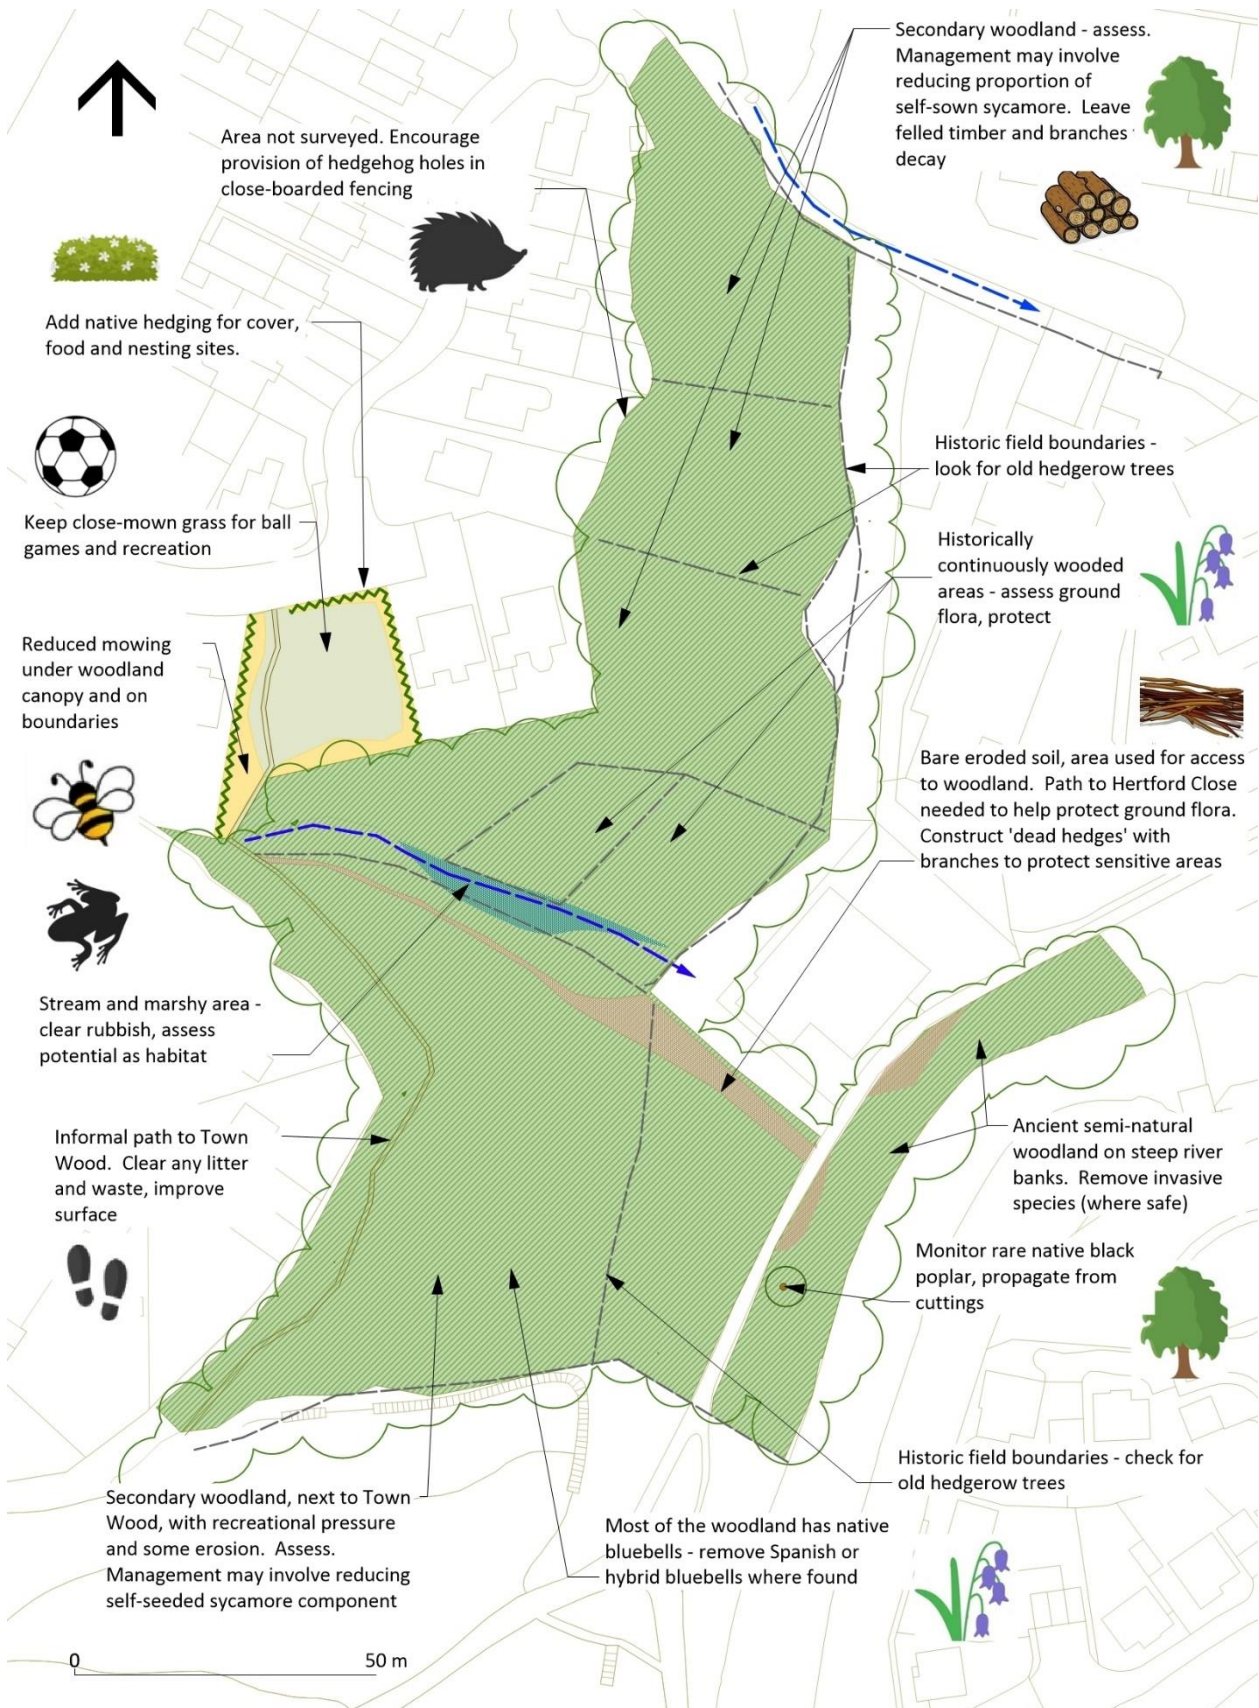 Secondary woodland - assess.
Management may involve
reducing proportion of
self-sown sycamore. Leave
felled timber and branches
decay
Area not surveyed. Encourage
provision of hedgehog holes in
close-boarded fencing
Add native hedging for cover,
food and nesting sites.
Historic field boundaries -
look for old hedgerow trees
Keep close-mown grass for ball
games and recreation
Historically
continuously wooded
areas - assess ground
flora, protect
Reduced mowing
under woodland
canopy and on
boundaries
Bare eroded soil, area used for access
to woodland. Path to Hertford Close
needed to help protect ground flora.
Construct 'dead hedges' with
branches to protect sensitive areas
Stream and marshy area -
clear rubbish, assess
potential as habitat
Informal path to Town
Wood. Clear any litter
and waste, improve
surface
Ancient semi-natural
woodland on steep river
banks. Remove invasive
species (where safe)
Monitor rare native black
poplar, propagate from
cuttings
Historic field boundaries - check for
old hedgerow trees
Secondary woodland, next to Town
Wood, with recreational pressure
and some erosion. Assess.
Management may involve reducing
self-seeded sycamore component
Most of the woodland has native
bluebells - remove Spanish or
hybrid bluebells where found
0 50 m